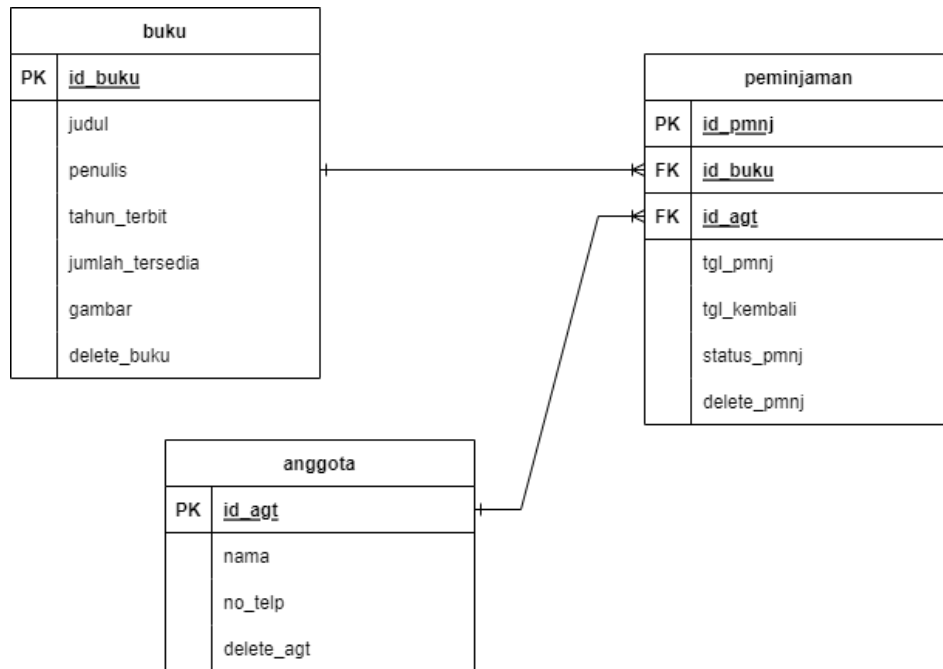 buku
PK id_buku
judul
penulis
tahun_terbit
jumlah_tersedia
gambar
delete_buku
peminjaman
PK id_pmnj
FK id_buku
FK id_agt
tgl_pmnj
tgl_kembali
status_pmnj
delete_pmnj
anggota
PK id_agt
nama
no_telp
delete_agt